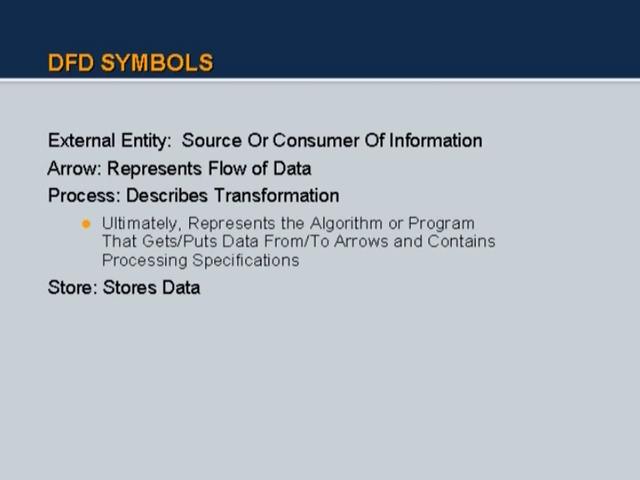 DFD SYMBOLS
External Entity: Source Or Consumer Of Information
Arrow: Represents Flow of Data
Process: Describes Transformation
Ultimately, Represents the Algorithm or Program
That Gets/Puts Data From/To Arrows and Contains
Processing Specifications
Store: Stores Data